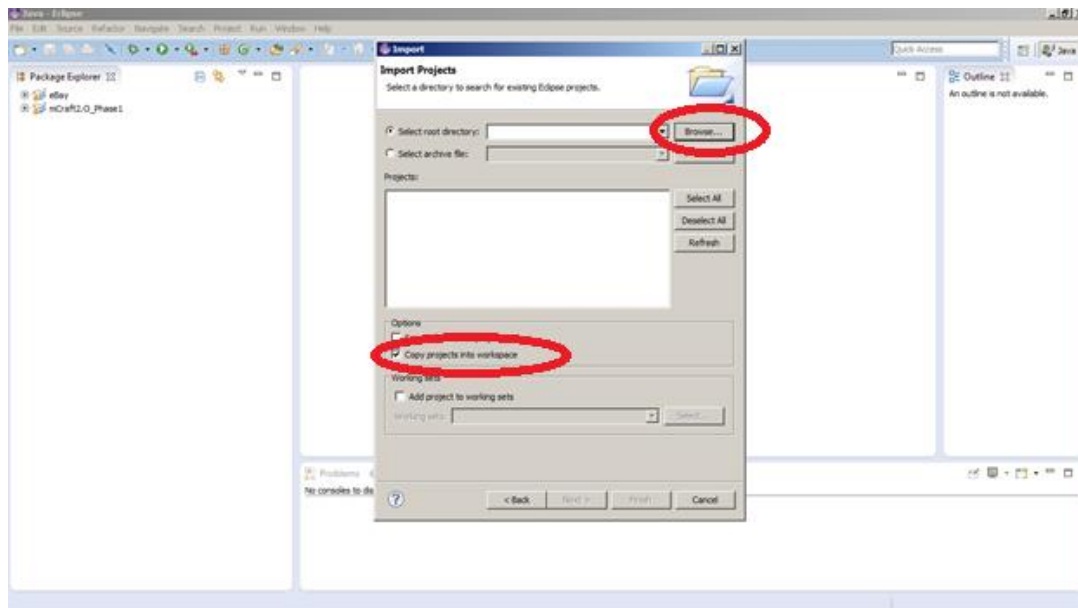 Java - Eclipse
File Edit Source Refactor Navigate Search Project Run Window Help
Quick Access
Java
Package Explorer
eBay
mCraft2.0_Phase1
Import
Import Projects
Select a directory to search for existing Eclipse projects.
Select root directory:
Browse...
Select archive file:
Projects:
Select All
Deselect All
Refresh
Options
Copy projects into workspace
Working sets
Add project to working sets
Working sets:
Select...
< Back
Next >
Finish
Cancel
Outline
An outline is not available.
Problems
No consoles to dis